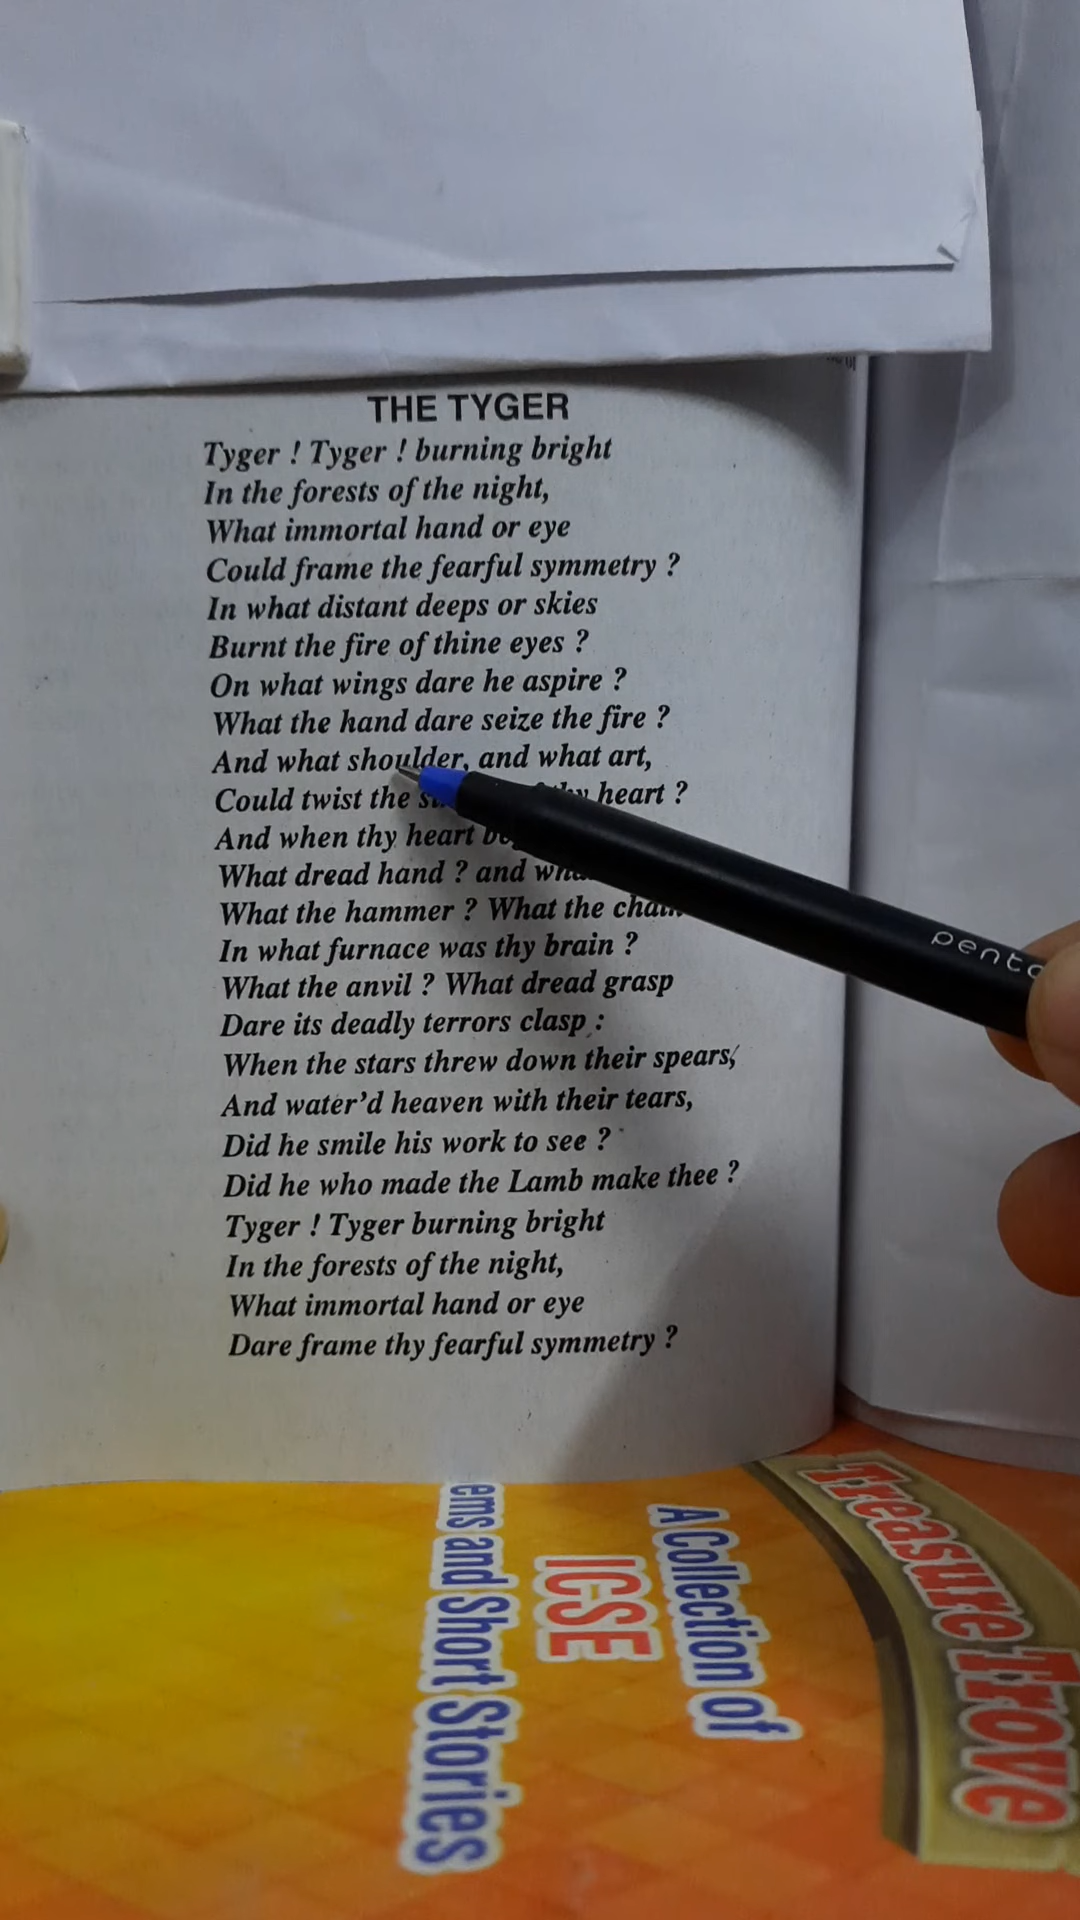 THE TYGER
Tyger ! Tyger ! burning bright
In the forests of the night,
What immortal hand or eye
Could frame the fearful symmetry ?
In what distant deeps or skies
Burnt the fire of thine eyes ?
On what wings dare he aspire ?
What the hand dare seize the fire ?
And what shoulder, and what art,
Could twist the heart ?
And when thy heart
What dread hand ? and
What the hammer ? What the
In what furnace was thy brain ?
What the anvil ? What dread grasp
Dare its deadly terrors clasp :
When the stars threw down their spears,
And water'd heaven with their tears,
Did he smile his work to see ?
Did he who made the Lamb make thee ?
Tyger ! Tyger burning bright
In the forests of the night,
What immortal hand or eye
Dare frame thy fearful symmetry ?
Treasure Trove
A Collection of
ICSE
ems and Short Stories